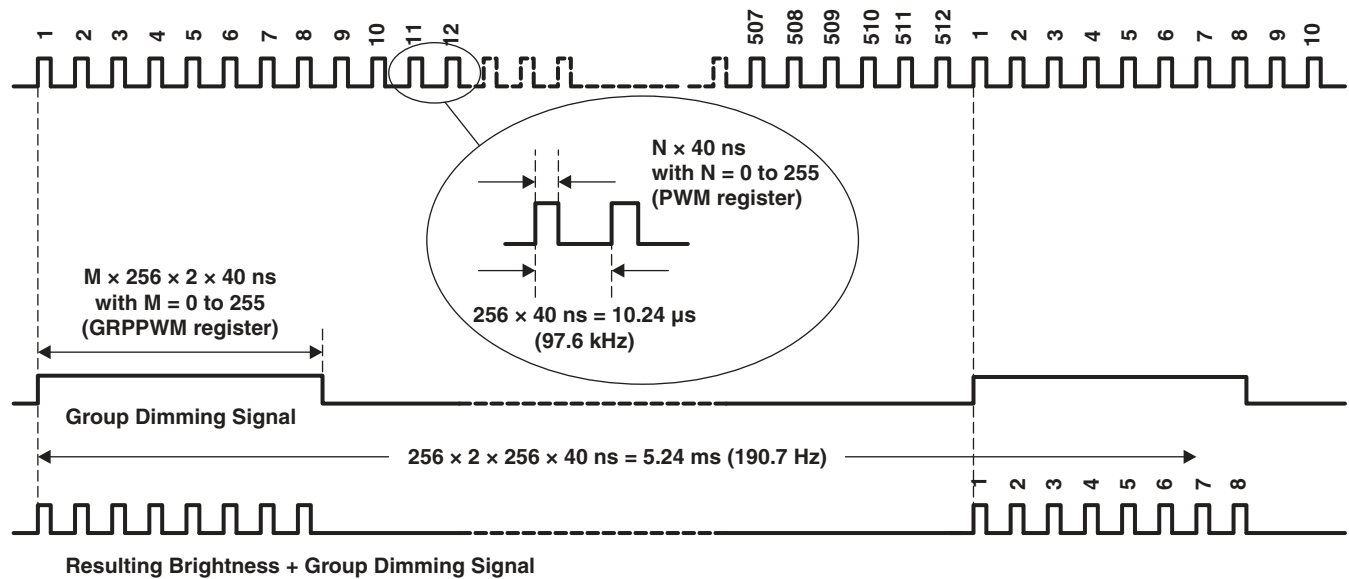 1 2 3 4 5 6 7 8 9 10 11 12 507 508 509 510 511 512 1 2 3 4 5 6 7 8 9 10
N × 40 ns
with N = 0 to 255
(PWM register)
M × 256 × 2 × 40 ns
with M = 0 to 255
(GRPPWM register)
256 × 40 ns = 10.24 µs
(97.6 kHz)
Group Dimming Signal
256 × 2 × 256 × 40 ns = 5.24 ms (190.7 Hz)
1 2 3 4 5 6 7 8
Resulting Brightness + Group Dimming Signal